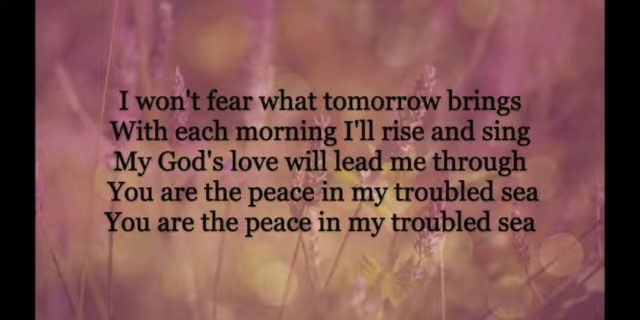 I won't fear what tomorrow brings
With each morning I'll rise and sing
My God's love will lead me through
You are the peace in my troubled sea
You are the peace in my troubled sea